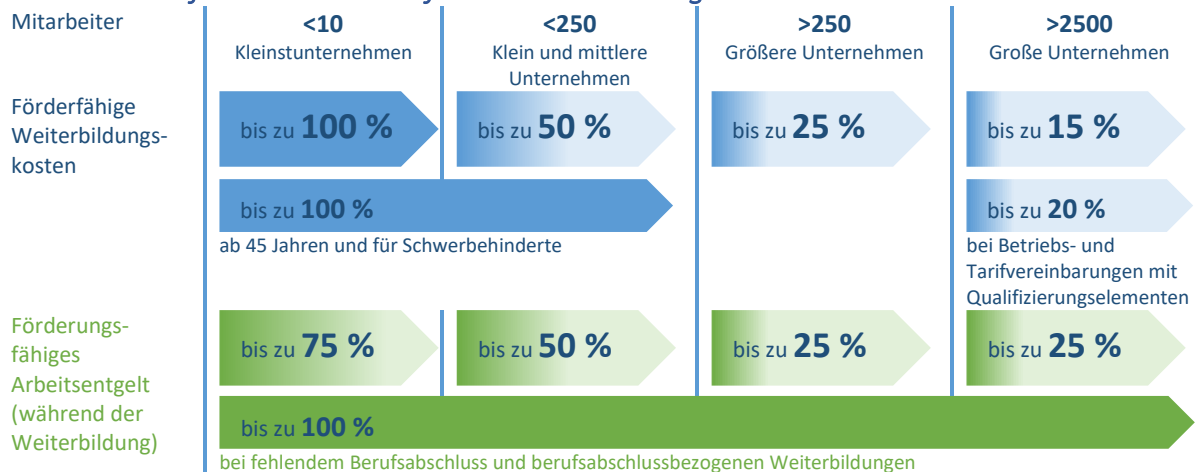 Mitarbeiter
<10
Kleinstunternehmen
<250
Klein und mittlere
Unternehmen
>250
Größere Unternehmen
>2500
Große Unternehmen
Förderfähige
Weiterbildungs-
kosten
bis zu 100 %
bis zu 50 %
bis zu 25 %
bis zu 15 %
bis zu 100 %
ab 45 Jahren und für Schwerbehinderte
bis zu 20 %
bei Betriebs- und
Tarifvereinbarungen mit
Qualifizierungselementen
Förderungs-
fähiges
Arbeitsentgelt
(während der
Weiterbildung)
bis zu 75 %
bis zu 50 %
bis zu 25 %
bis zu 25 %
bis zu 100 %
bei fehlendem Berufsabschluss und berufsabschlussbezogenen Weiterbildungen